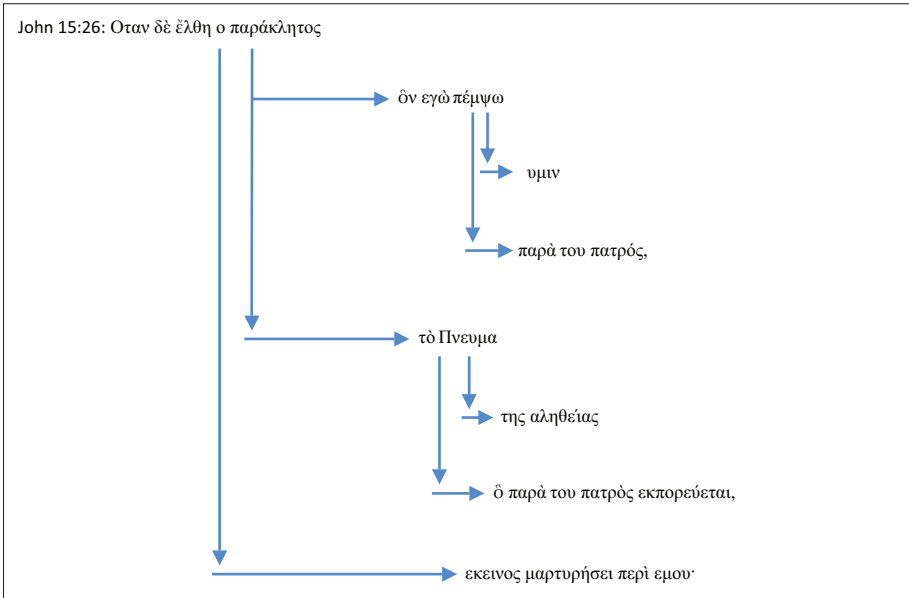 John 15:26: Οταν δὲ ἔλθη ο παράκλητος
ὃν εγὼ πέμψω
υμιν
παρὰ του πατρός,
τὸ Πνευμα
της αληθείας
ὃ παρὰ του πατρὸς εκπορεύεται,
εκεινος μαρτυρήσει περὶ εμου·